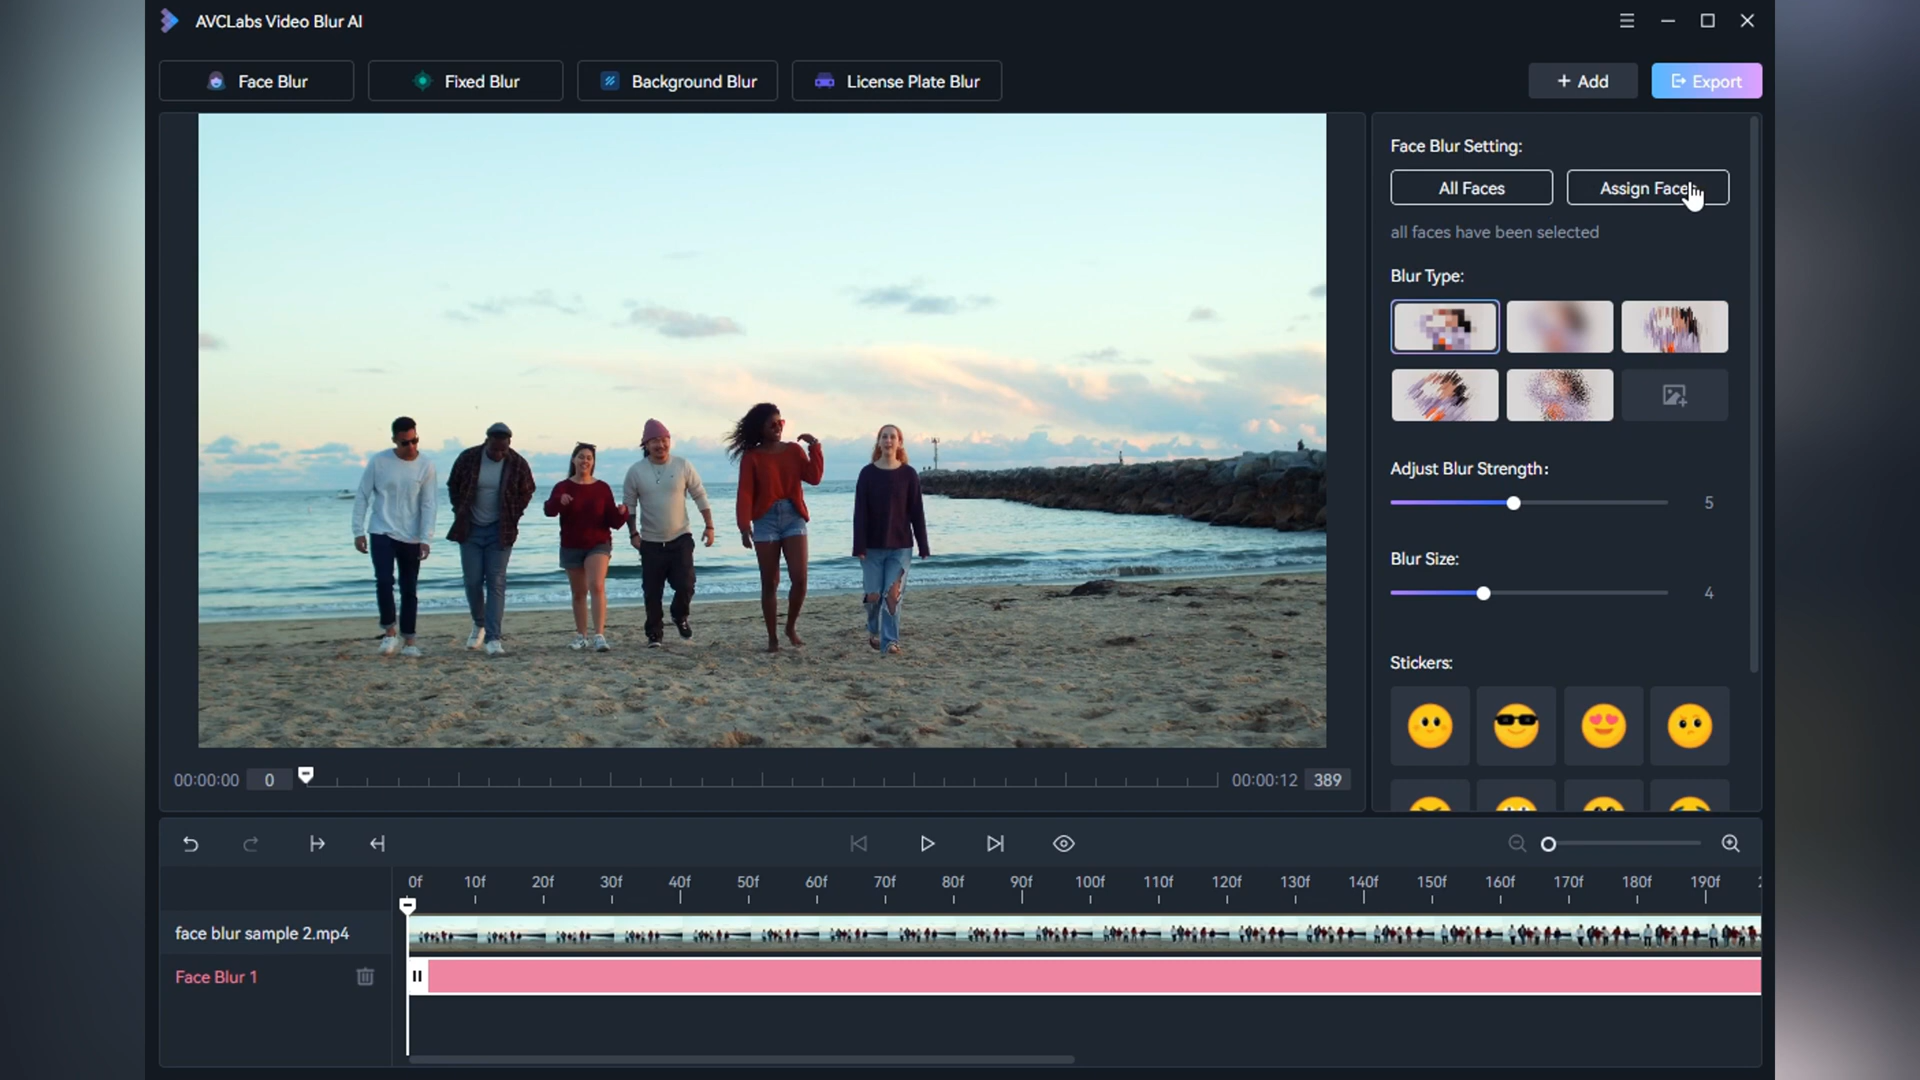 AVCLabs Video Blur AI
Face Blur
Fixed Blur
Background Blur
License Plate Blur
+ Add
Export
Face Blur Setting:
All Faces
Assign Face
all faces have been selected
Blur Type:
Adjust Blur Strength:
5
Blur Size:
4
Stickers:
00:00:00
0
00:00:12
389
0f 10f 20f 30f 40f 50f 60f 70f 80f 90f 100f 110f 120f 130f 140f 150f 160f 170f 180f 190f
face blur sample 2.mp4
Face Blur 1